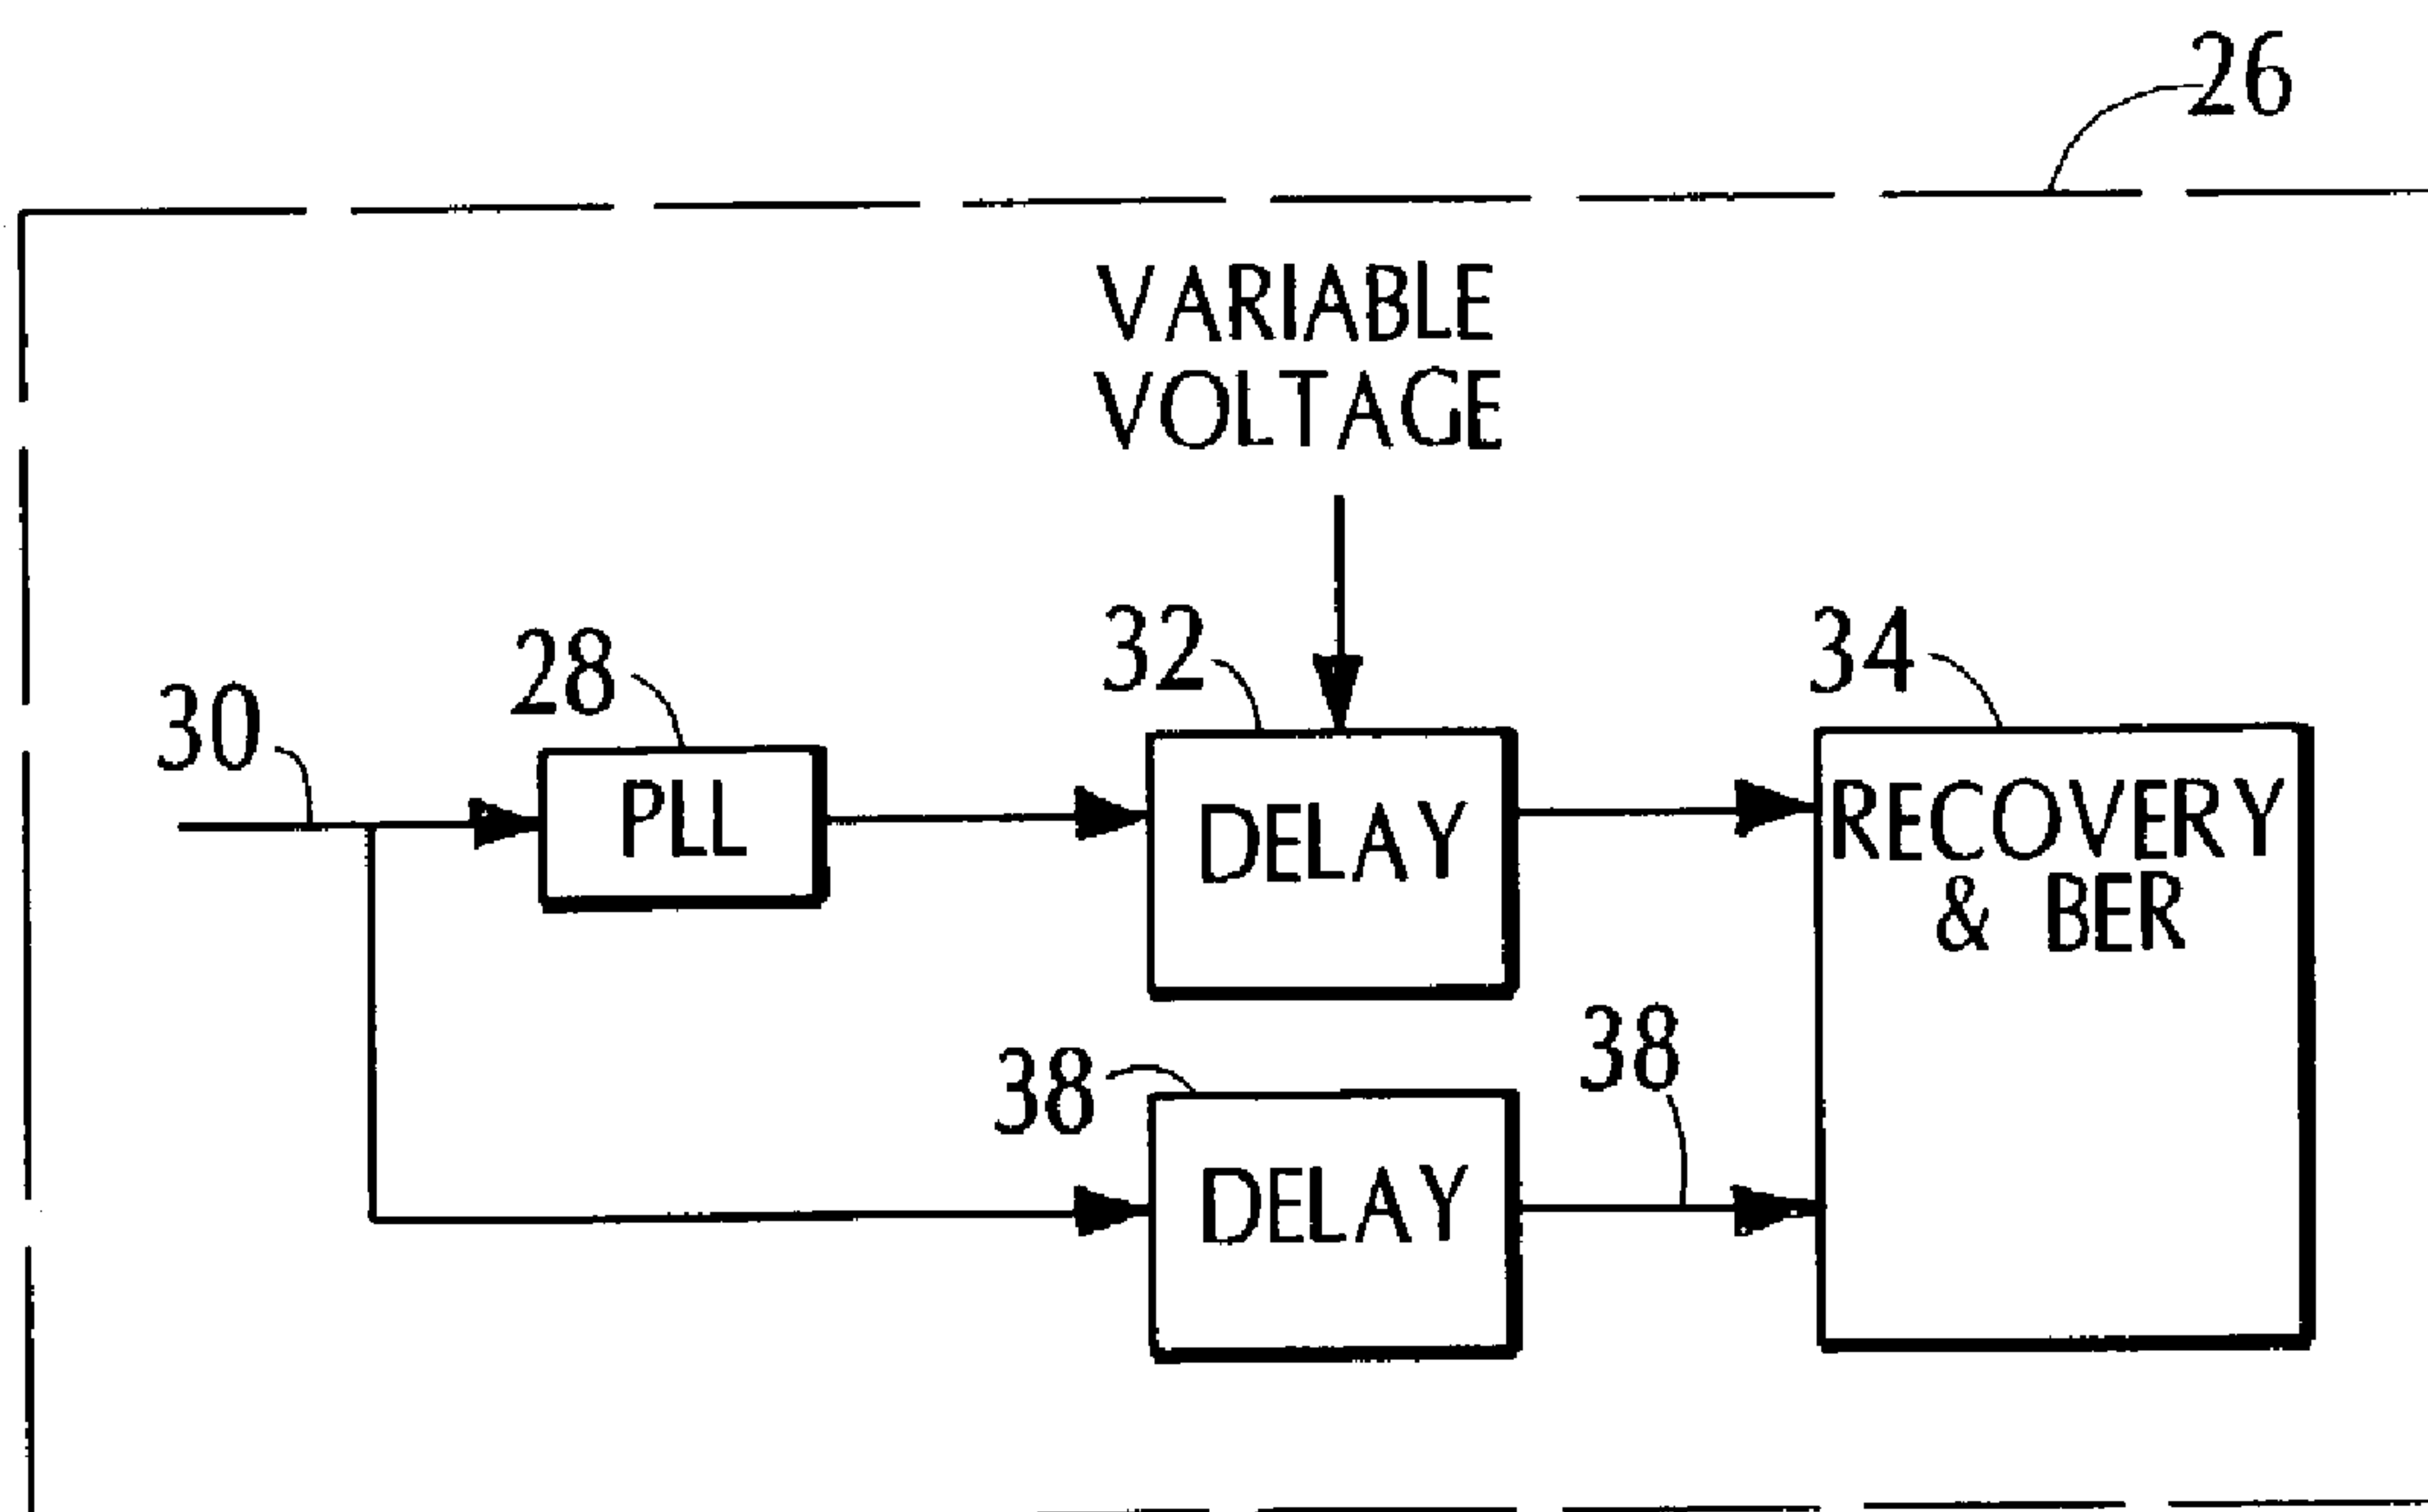 26
VARIABLE
VOLTAGE
30
28
32
34
PLL
DELAY
RECOVERY
& BER
38
38
DELAY